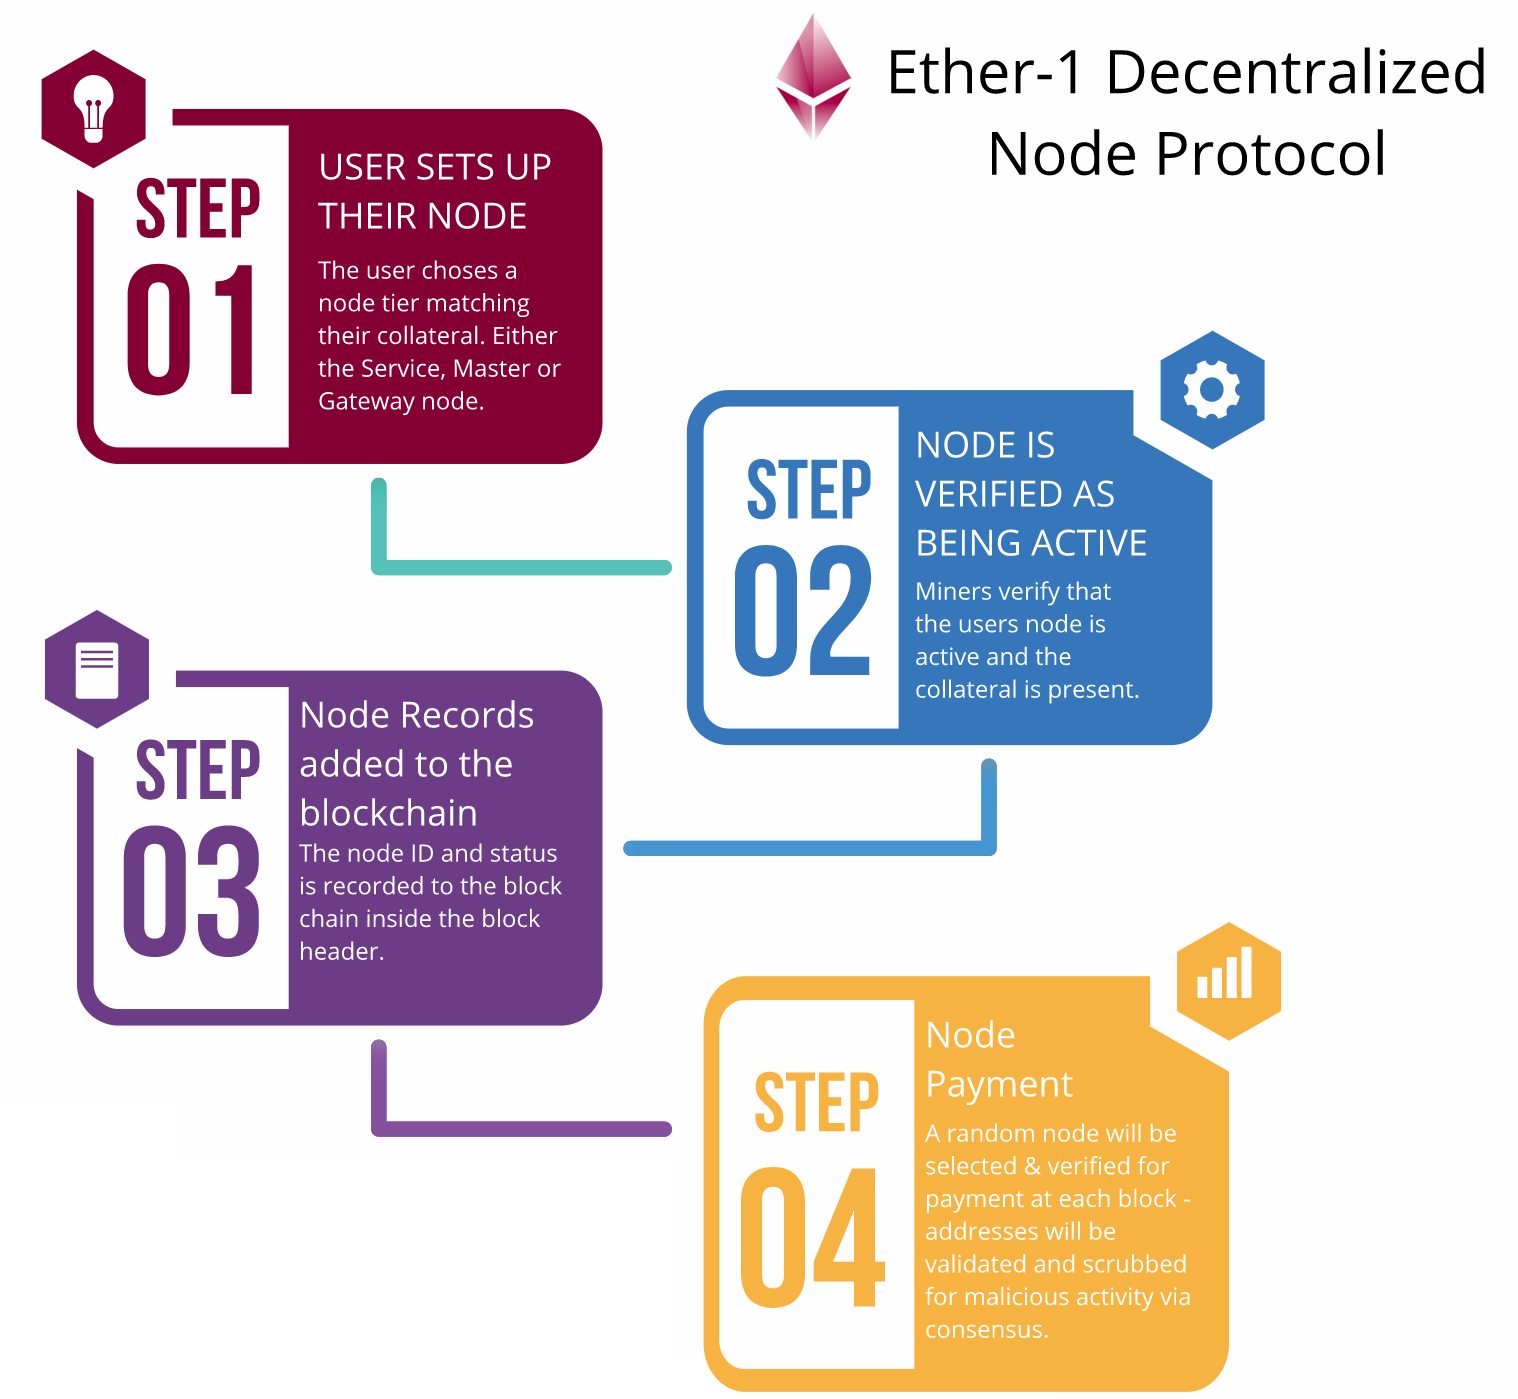 Ether-1 Decentralized
Node Protocol
STEP
01
USER SETS UP
THEIR NODE
The user choses a
node tier matching
their collateral. Either
the Service, Master or
Gateway node.
STEP
02
NODE IS
VERIFIED AS
BEING ACTIVE
Miners verify that
the users node is
active and the
collateral is present.
STEP
03
Node Records
added to the
blockchain
The node ID and status
is recorded to the block
chain inside the block
header.
STEP
04
Node
Payment
A random node will be
selected & verified for
payment at each block -
addresses will be
validated and scrubbed
for malicious activity via
consensus.